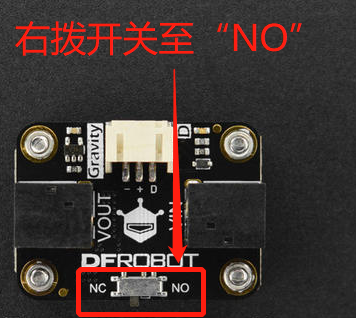 右拨开关至“NO”
Gravity
D
- + D
VOUT
VIN
DFROBOT
NC
NO